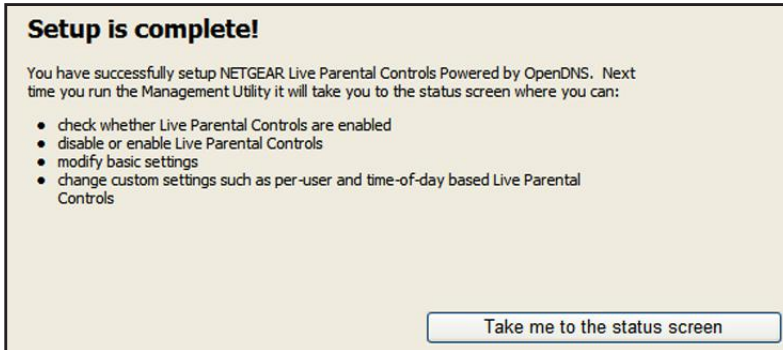 Setup is complete!
You have successfully setup NETGEAR Live Parental Controls Powered by OpenDNS. Next
time you run the Management Utility it will take you to the status screen where you can:
● check whether Live Parental Controls are enabled
● disable or enable Live Parental Controls
● modify basic settings
● change custom settings such as per-user and time-of-day based Live Parental
Controls
Take me to the status screen